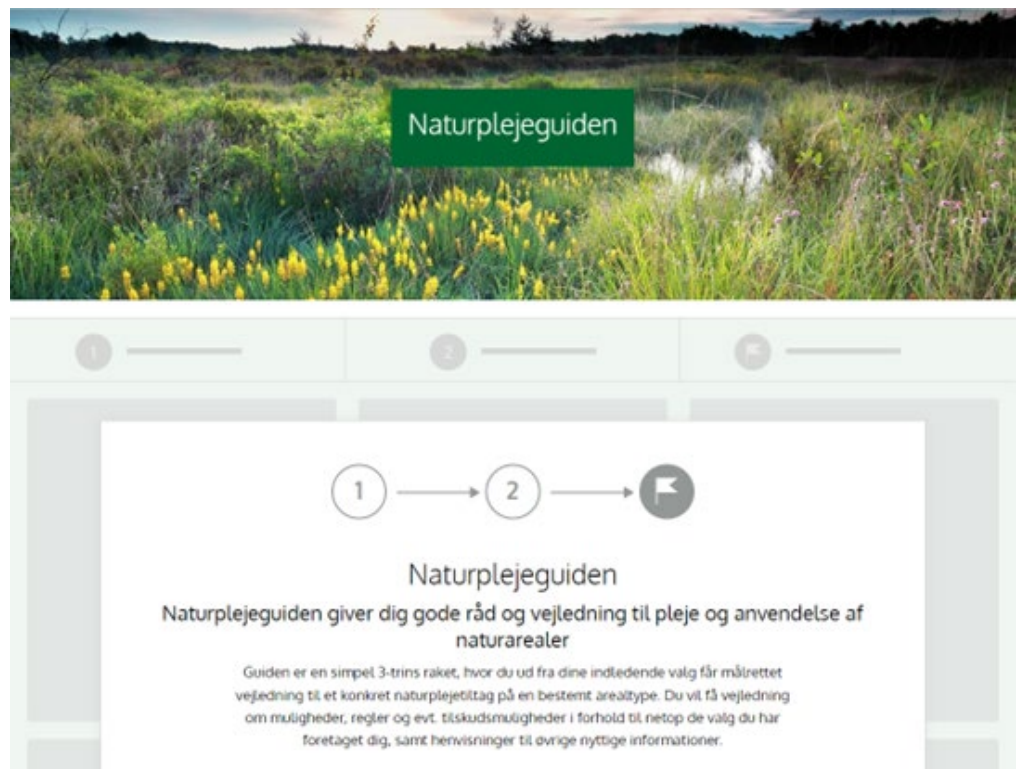 Naturplejeguiden
1
2
1
2
Naturplejeguiden
Naturplejeguiden giver dig gode råd og vejledning til pleje og anvendelse af
naturarealer
Guiden er en simpel 3-trins raket, hvor du ud fra dine indledende valg får målrettet
vejledning til et konkret naturplejetiltag på en bestemt arealtype. Du vil få vejledning
om muligheder, regler og evt. tilskudsmuligheder i forhold til netop de valg du har
foretaget dig, samt henvisninger til øvrige nyttige informationer.